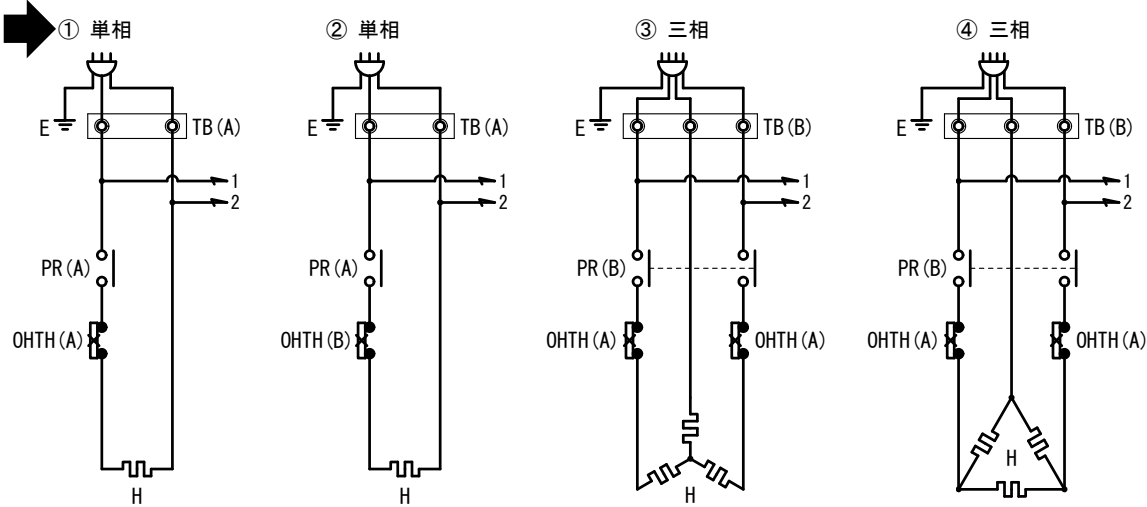 ① 単相
② 単相
③ 三相
④ 三相
E
TB(A)
E
TB(A)
E
TB(B)
E
TB(B)
1
1
1
1
2
2
2
2
PR(A)
PR(A)
PR(B)
PR(B)
OHTH(A)
OHTH(B)
OHTH(A)
OHTH(A)
OHTH(A)
OHTH(A)
H
H
H
H